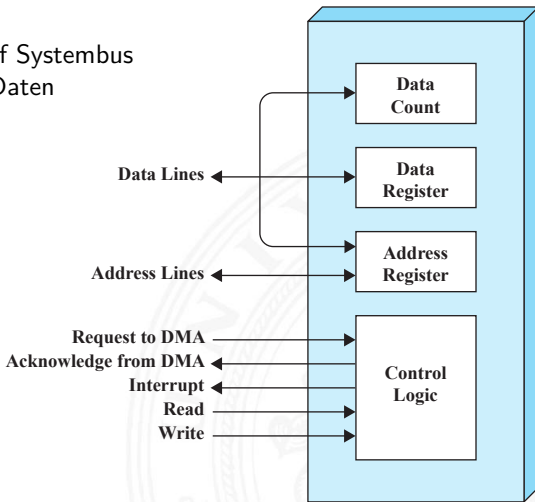 f Systembus
Daten
Data
Count
Data Lines
Data
Register
Address Lines
Address
Register
Request to DMA
Acknowledge from DMA
Interrupt
Read
Write
Control
Logic